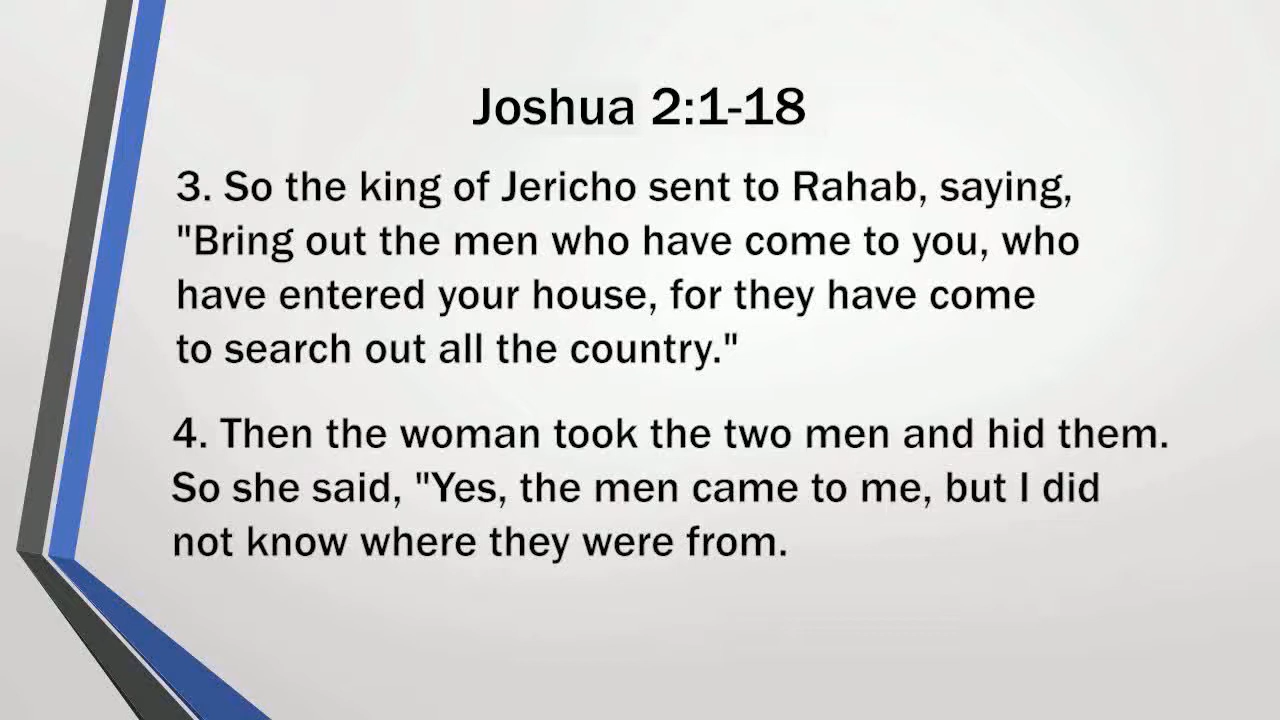 Joshua 2:1-18
3. So the king of Jericho sent to Rahab, saying,
"Bring out the men who have come to you, who
have entered your house, for they have come
to search out all the country."
4. Then the woman took the two men and hid them.
So she said, "Yes, the men came to me, but I did
not know where they were from.